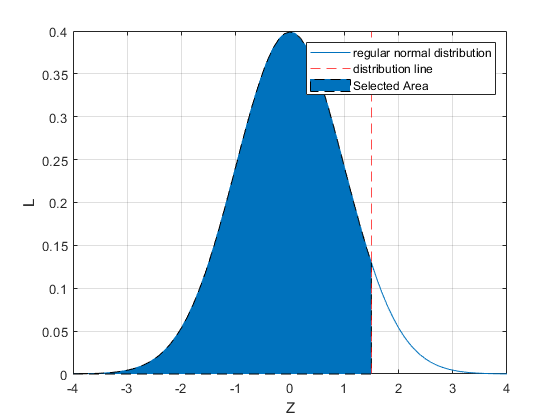 0.4
0.35
0.3
0.25
0.2
0.15
0.1
0.05
0
L
regular normal distribution
distribution line
Selected Area
-4 -3 -2 -1 0 1 2 3 4
Z